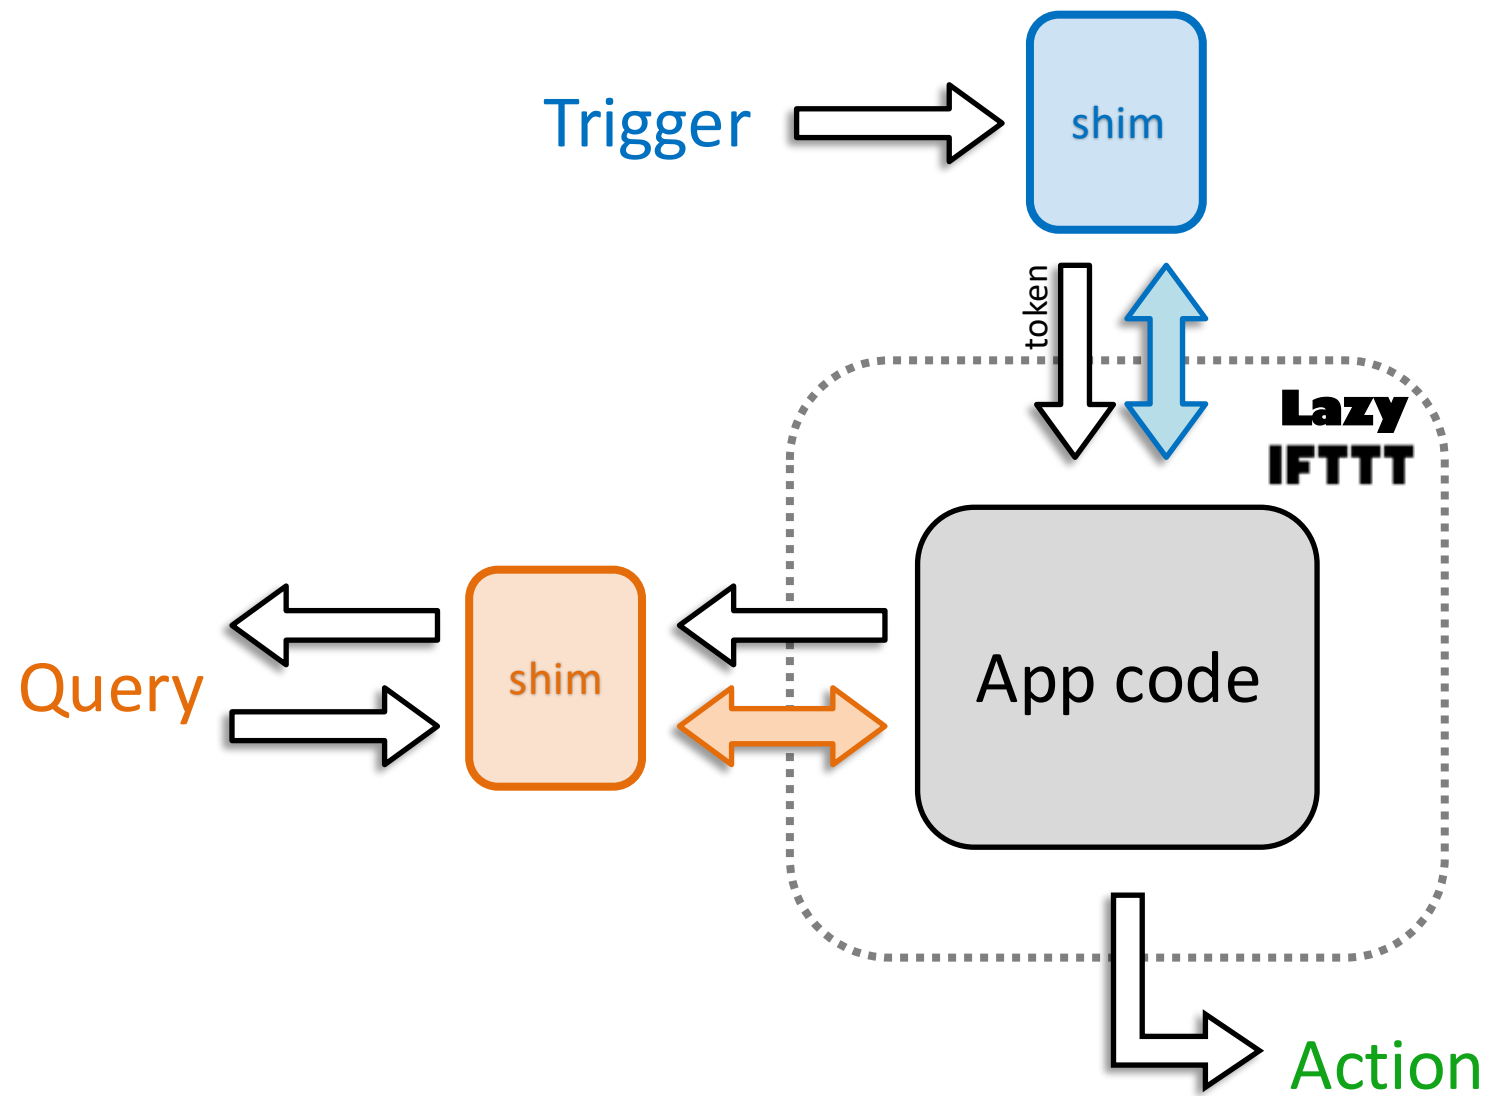 Trigger
shim
token
Lazy
IFTTT
Query
shim
App code
Action